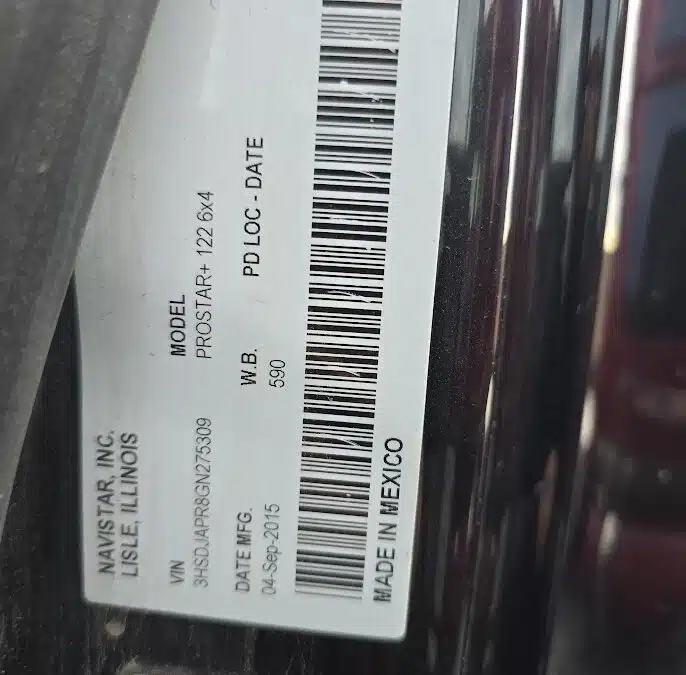 NAVISTAR, INC.
LISLE, ILLINOIS
VIN MODEL
3HSDJAPR8GN275309 PROSTAR+ 122 6x4
DATE MFG. W.B. PD LOC - DATE
04-Sep-2015 590
MADE IN MEXICO